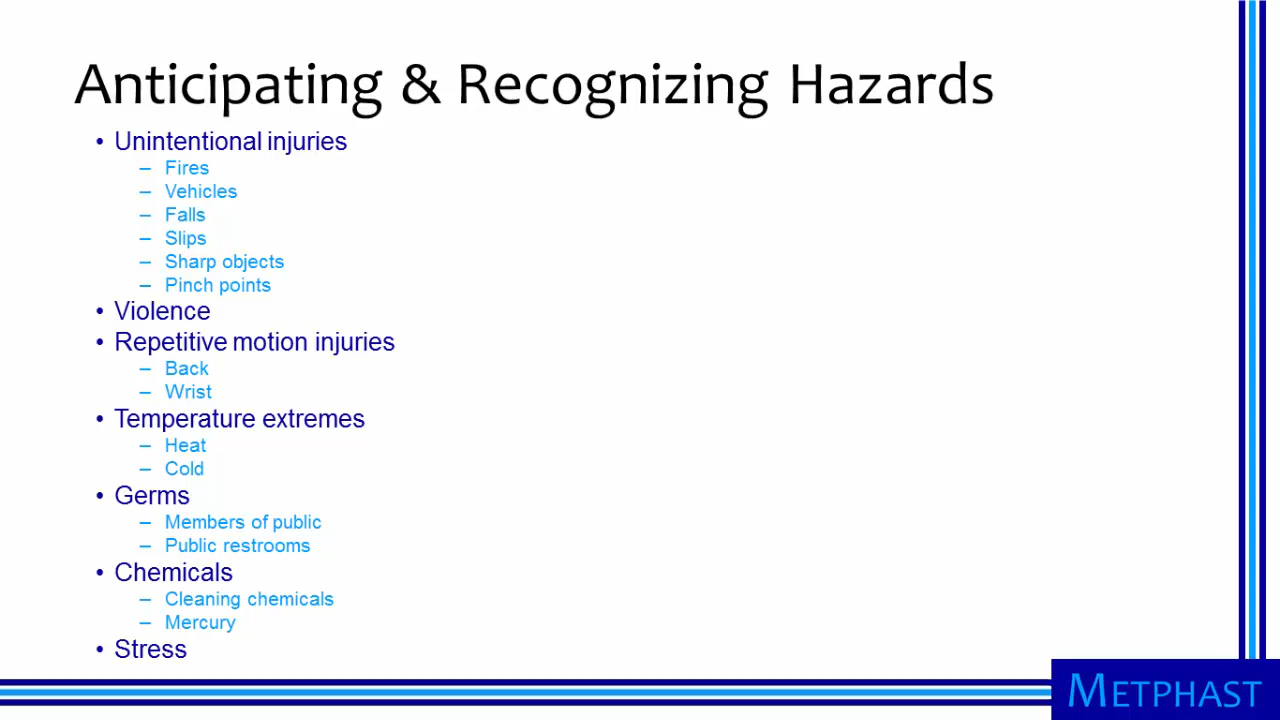 Anticipating & Recognizing Hazards
• Unintentional injuries
– Fires
– Vehicles
– Falls
– Slips
– Sharp objects
– Pinch points
• Violence
• Repetitive motion injuries
– Back
– Wrist
• Temperature extremes
– Heat
– Cold
• Germs
– Members of public
– Public restrooms
• Chemicals
– Cleaning chemicals
– Mercury
• Stress
METPHAST